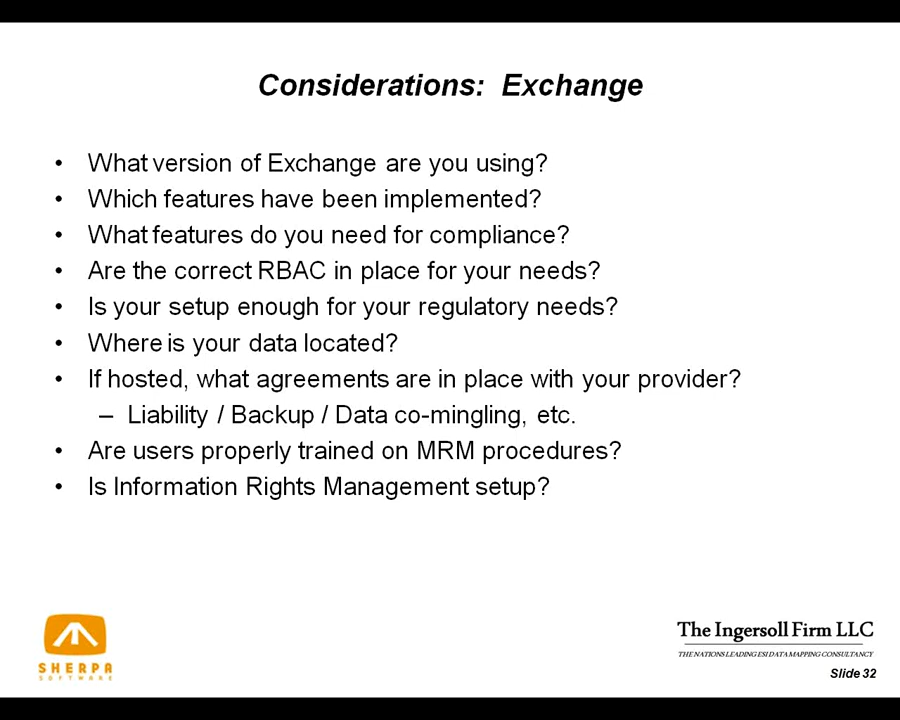 Considerations: Exchange
• What version of Exchange are you using?
• Which features have been implemented?
• What features do you need for compliance?
• Are the correct RBAC in place for your needs?
• Is your setup enough for your regulatory needs?
• Where is your data located?
• If hosted, what agreements are in place with your provider?
– Liability / Backup / Data co-mingling, etc.
• Are users properly trained on MRM procedures?
• Is Information Rights Management setup?
SHERPA
SOFTWARE
The Ingersoll Firm LLC
THE NATIONS LEADING ESI DATA MAPPING CONSULTANCY
Slide 32